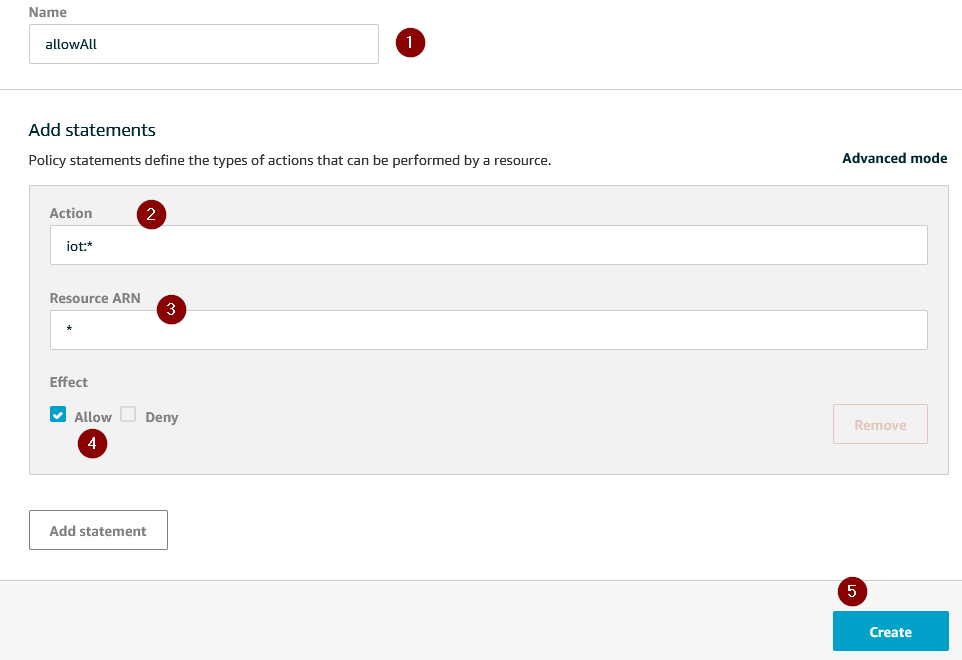 Name
allowAll
1
Add statements
Policy statements define the types of actions that can be performed by a resource.
Advanced mode
Action
2
iot:*
Resource ARN
3
*
Effect
Allow
Deny
4
Remove
Add statement
5
Create